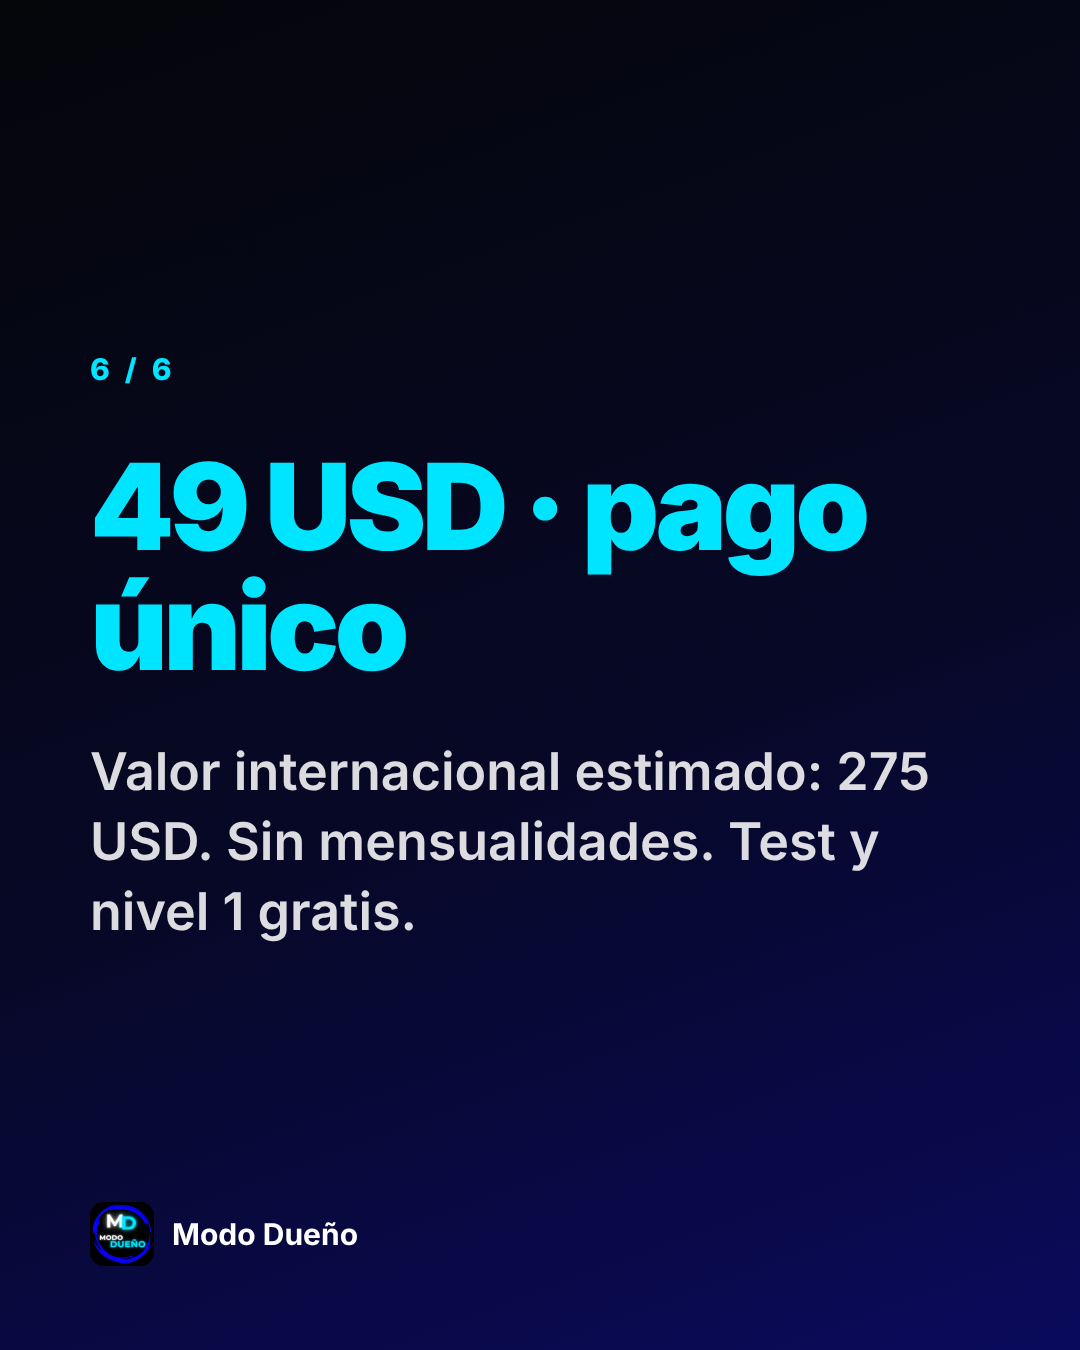 6 / 6
49 USD · pago
único
Valor internacional estimado: 275
USD. Sin mensualidades. Test y
nivel 1 gratis.
MD
MODO
DUEÑO
Modo Dueño